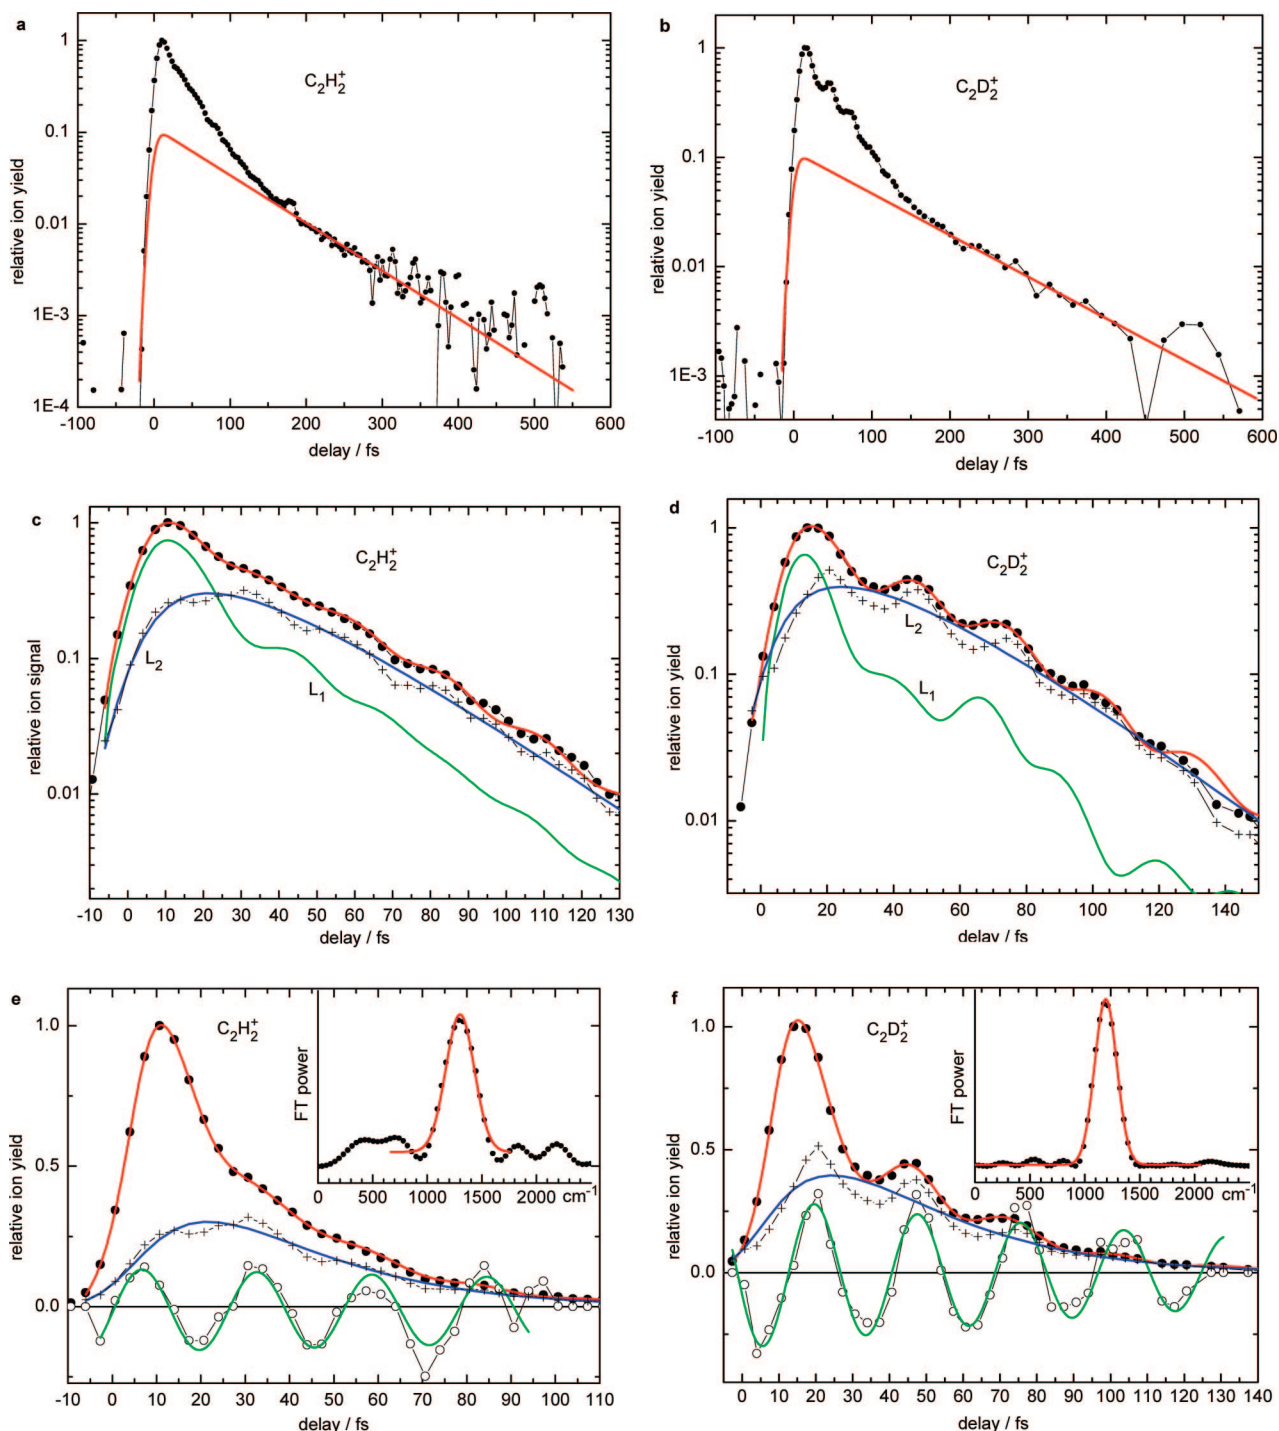 a
C₂H₂⁺
relative ion yield
1
0.1
0.01
1E-3
1E-4
-100 0 100 200 300 400 500 600
delay / fs
b
C₂D₂⁺
relative ion yield
1
0.1
0.01
1E-3
-100 0 100 200 300 400 500 600
delay / fs
c
C₂H₂⁺
relative ion signal
1
0.1
0.01
L₂
L₁
-10 0 10 20 30 40 50 60 70 80 90 100 110 120 130
delay / fs
d
C₂D₂⁺
relative ion yield
1
0.1
0.01
L₂
L₁
0 20 40 60 80 100 120 140
delay / fs
e
C₂H₂⁺
relative ion yield
1.0
0.5
0.0
FT power
0 500 1000 1500 2000 cm⁻¹
-10 0 10 20 30 40 50 60 70 80 90 100 110
delay / fs
f
C₂D₂⁺
relative ion yield
1.0
0.5
0.0
FT power
0 500 1000 1500 2000 cm⁻¹
0 10 20 30 40 50 60 70 80 90 100 110 120 130 140
delay / fs